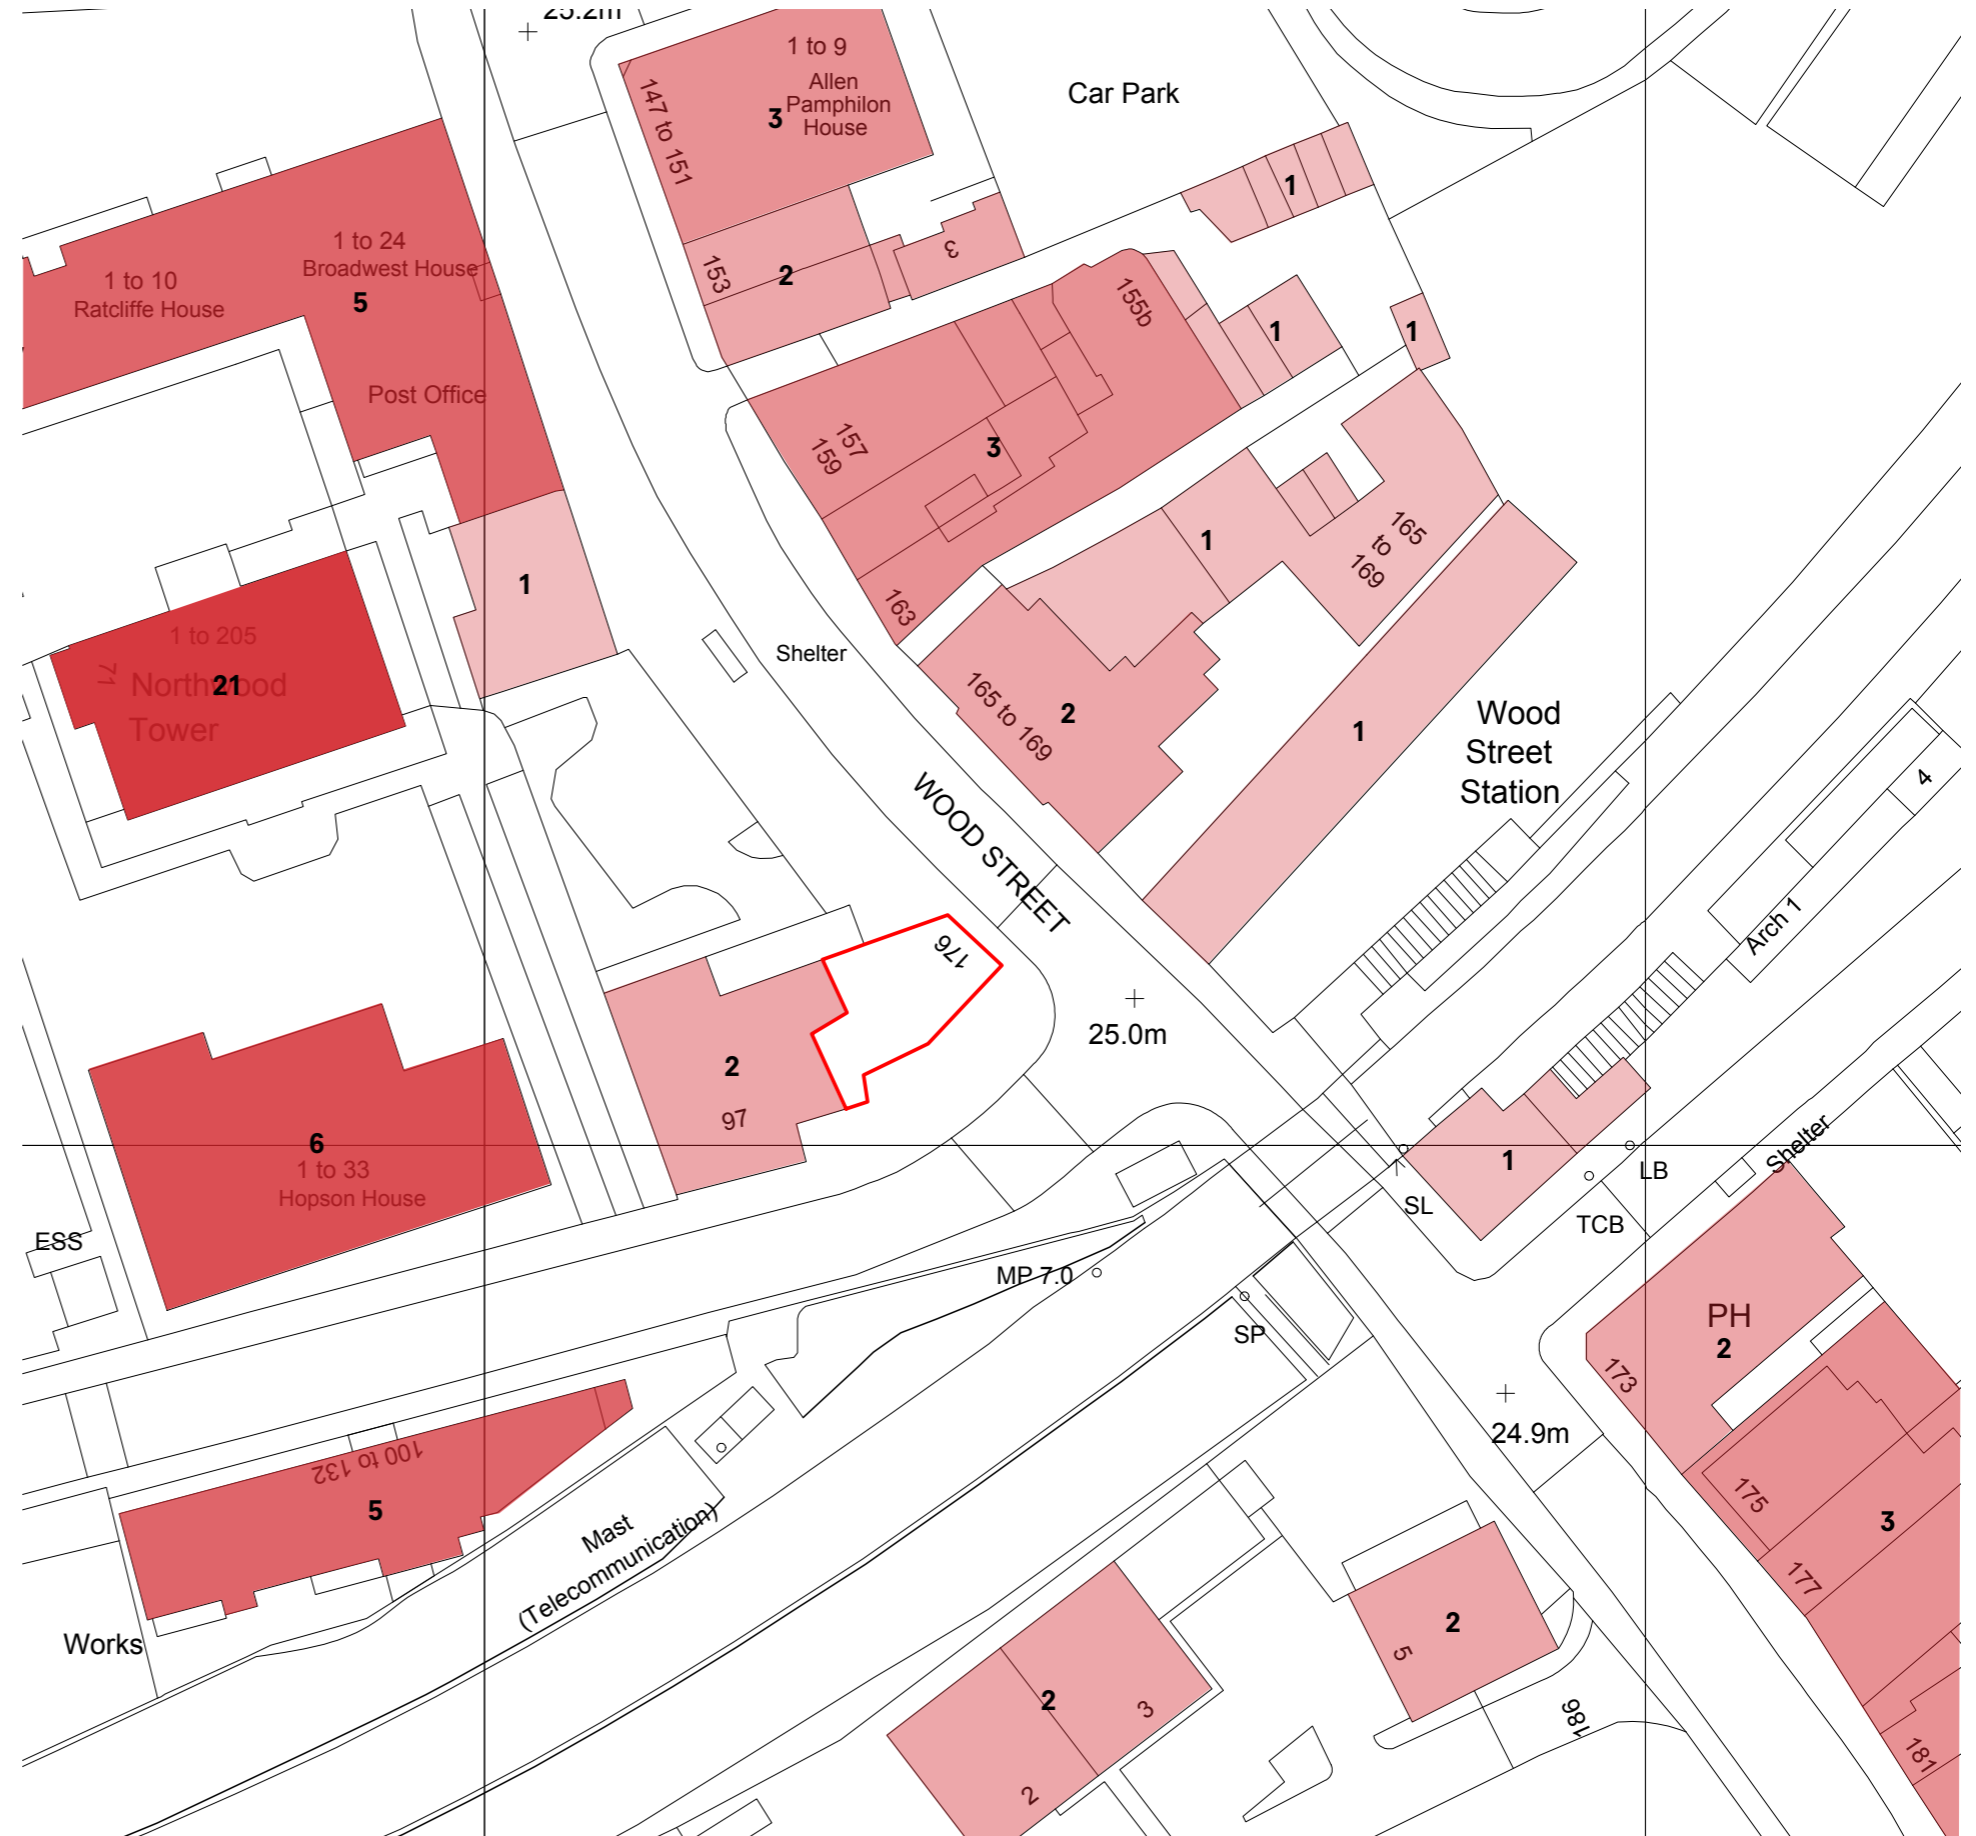 25.2m
1 to 9
Allen
Pamphilon
House
3
147 to 151
Car Park
1
1 to 24
Broadwest House
1 to 10
Ratcliffe House
5
153
2
3
155b
1
1
Post Office
157
159
3
1
165
to
169
1
163
1 to 205
71
Northwood
Tower
21
Shelter
165 to 169
2
1
Wood
Street
Station
4
WOOD STREET
Arch 1
176
25.0m
2
97
6
1 to 33
Hopson House
ESS
1
LB
Shelter
SL
TCB
MP 7.0
SP
PH
2
173
24.9m
100 to 132
5
175
3
Mast
(Telecommunication)
177
Works
2
5
2
3
186
181
2